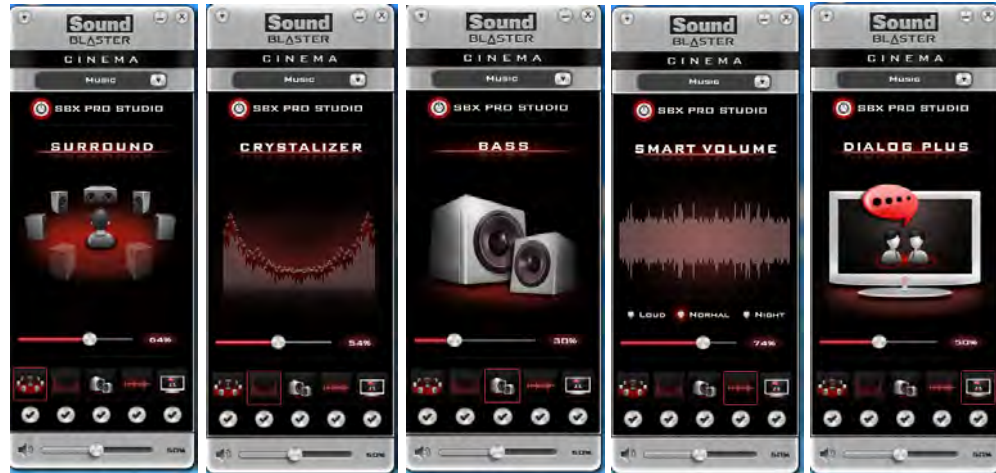 Sound
BLASTER
CINEMA
Music
SBX PRO STUDIO
SURROUND
64%
50%
Sound
BLASTER
CINEMA
Music
SBX PRO STUDIO
CRYSTALIZER
54%
50%
Sound
BLASTER
CINEMA
Music
SBX PRO STUDIO
BASS
30%
50%
Sound
BLASTER
CINEMA
Music
SBX PRO STUDIO
SMART VOLUME
Loud Normal Night
74%
50%
Sound
BLASTER
CINEMA
Music
SBX PRO STUDIO
DIALOG PLUS
50%
50%